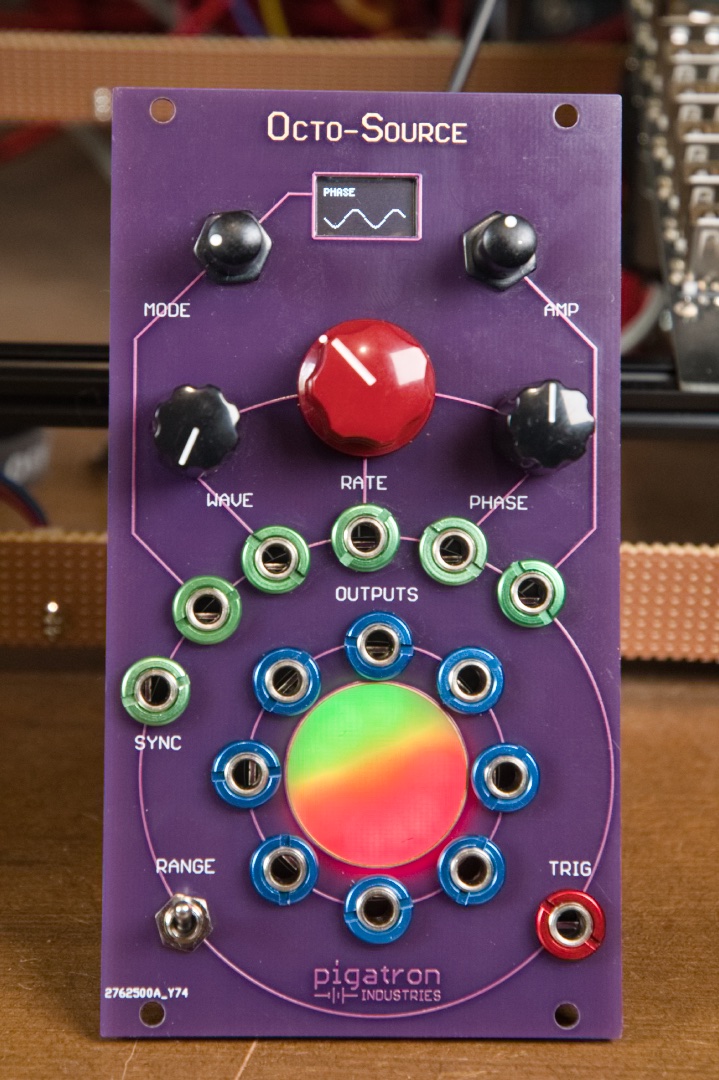 Octo-Source
PHASE
MODE
AMP
RATE
WAVE
PHASE
OUTPUTS
SYNC
RANGE
TRIG
pigatron
INDUSTRIES
2762500A_Y74